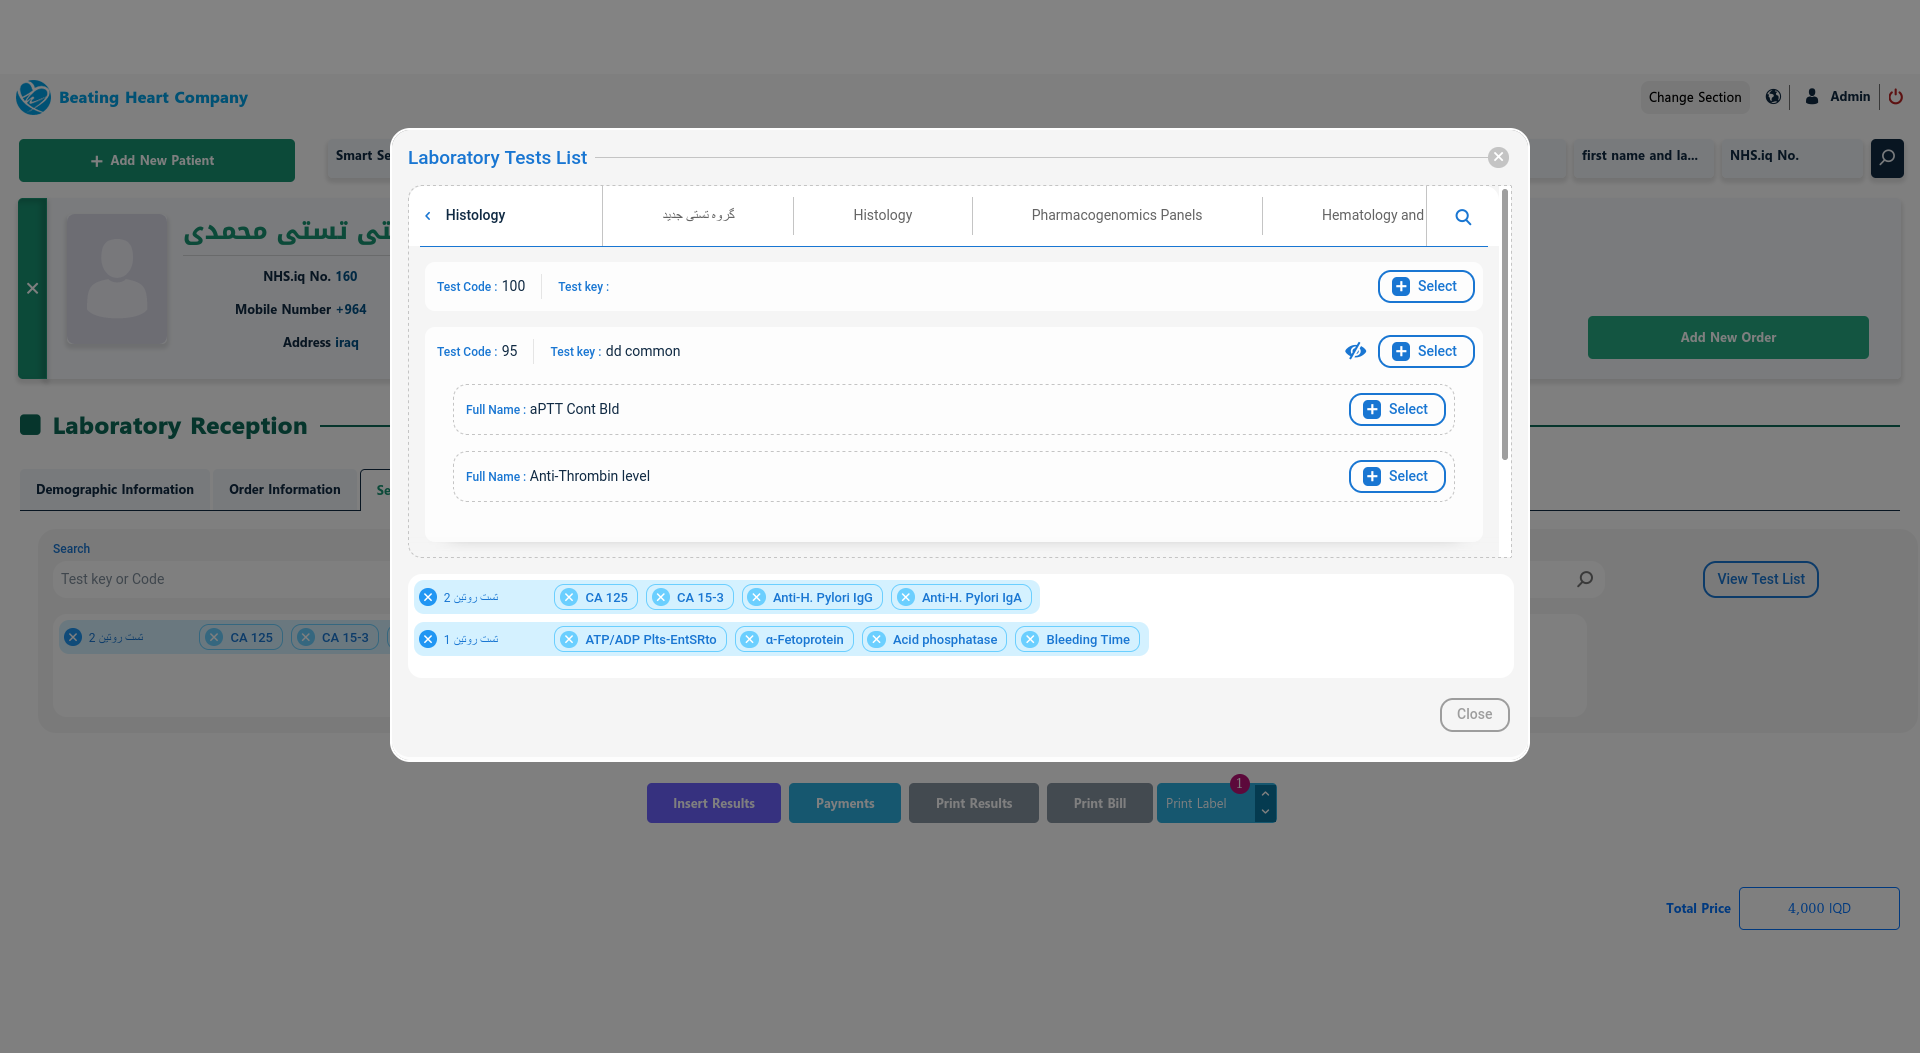 Beating Heart Company
Change Section
Admin
Add New Patient
Smart Se
first name and la...
NHS.iq No.
تی تستی محمدی
NHS.iq No. 160
Mobile Number +964
Address iraq
Add New Order
Laboratory Reception
Demographic Information
Order Information
Se
Search
Test key or Code
View Test List
تست روتین 2
CA 125
CA 15-3
Laboratory Tests List
Histology
گروه تستی جدید
Histology
Pharmacogenomics Panels
Hematology and
Test Code : 100
Test key :
Select
Test Code : 95
Test key : dd common
Select
Full Name : aPTT Cont Bld
Select
Full Name : Anti-Thrombin level
Select
تست روتین 2
CA 125
CA 15-3
Anti-H. Pylori IgG
Anti-H. Pylori IgA
تست روتین 1
ATP/ADP Plts-EntSRto
α-Fetoprotein
Acid phosphatase
Bleeding Time
Close
Insert Results
Payments
Print Results
Print Bill
Print Label
1
Total Price
4,000 IQD